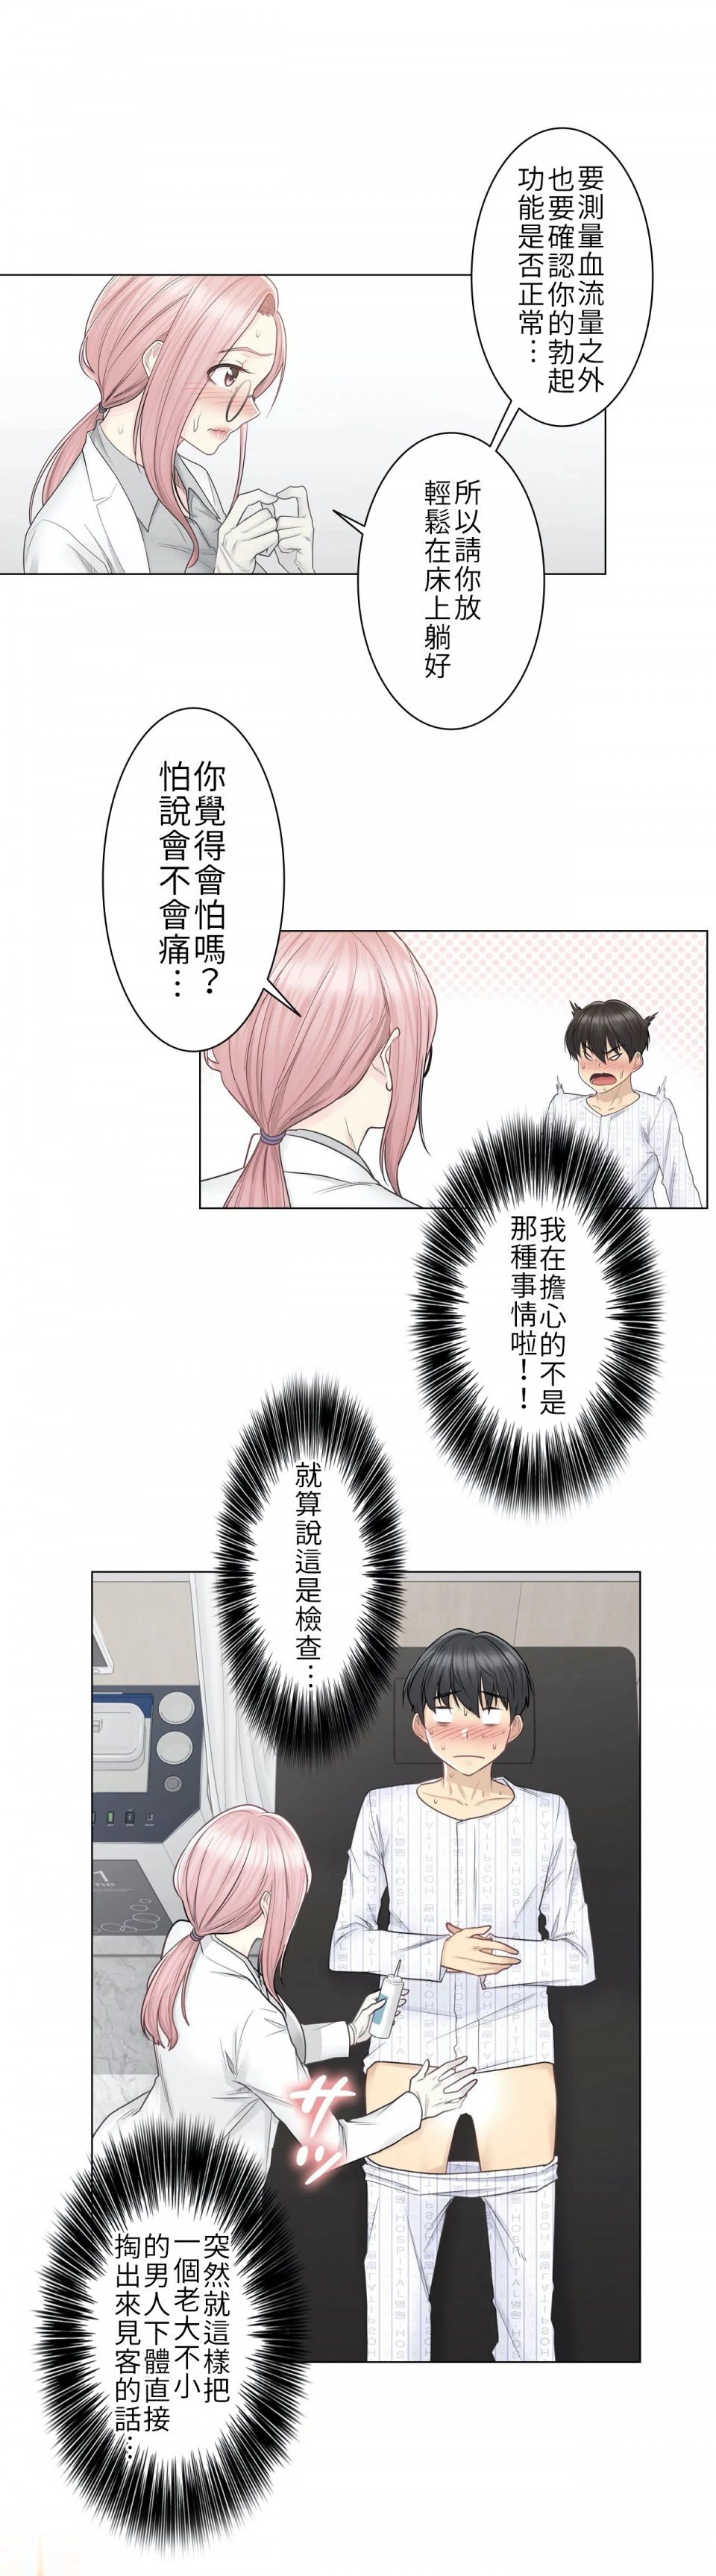 要測量血流量之外
也要確認你的勃起
功能是否正常…
所以請你放
輕鬆在床上躺好
你覺得會怕嗎？
怕說會不會痛…
我在擔心的不是
那種事情啦！！
就算說這是檢查…
サッ
突然就這樣把
一個老大不小
的男人下體直接
掏出來見客的話…